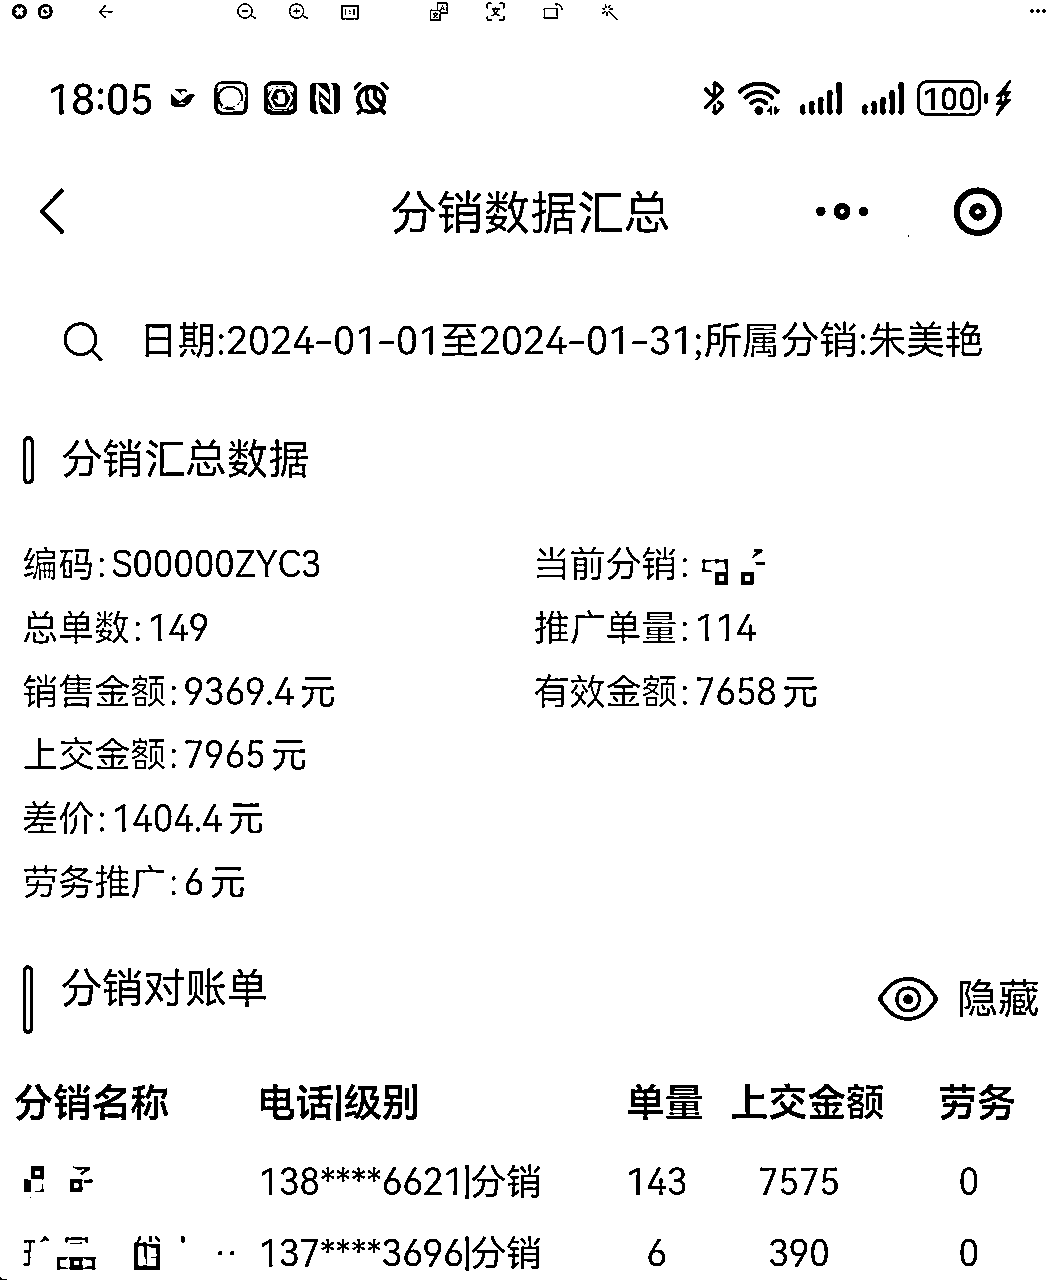 18:05 100
分销数据汇总
日期:2024-01-01至2024-01-31;所属分销:朱美艳
分销汇总数据
编码:S00000ZYC3 当前分销:
总单数:149 推广单量:114
销售金额:9369.4元 有效金额:7658元
上交金额:7965元
差价:1404.4元
劳务推广:6元
分销对账单 隐藏
分销名称 电话|级别 单量 上交金额 劳务
138****6621|分销 143 7575 0
137****3696|分销 6 390 0